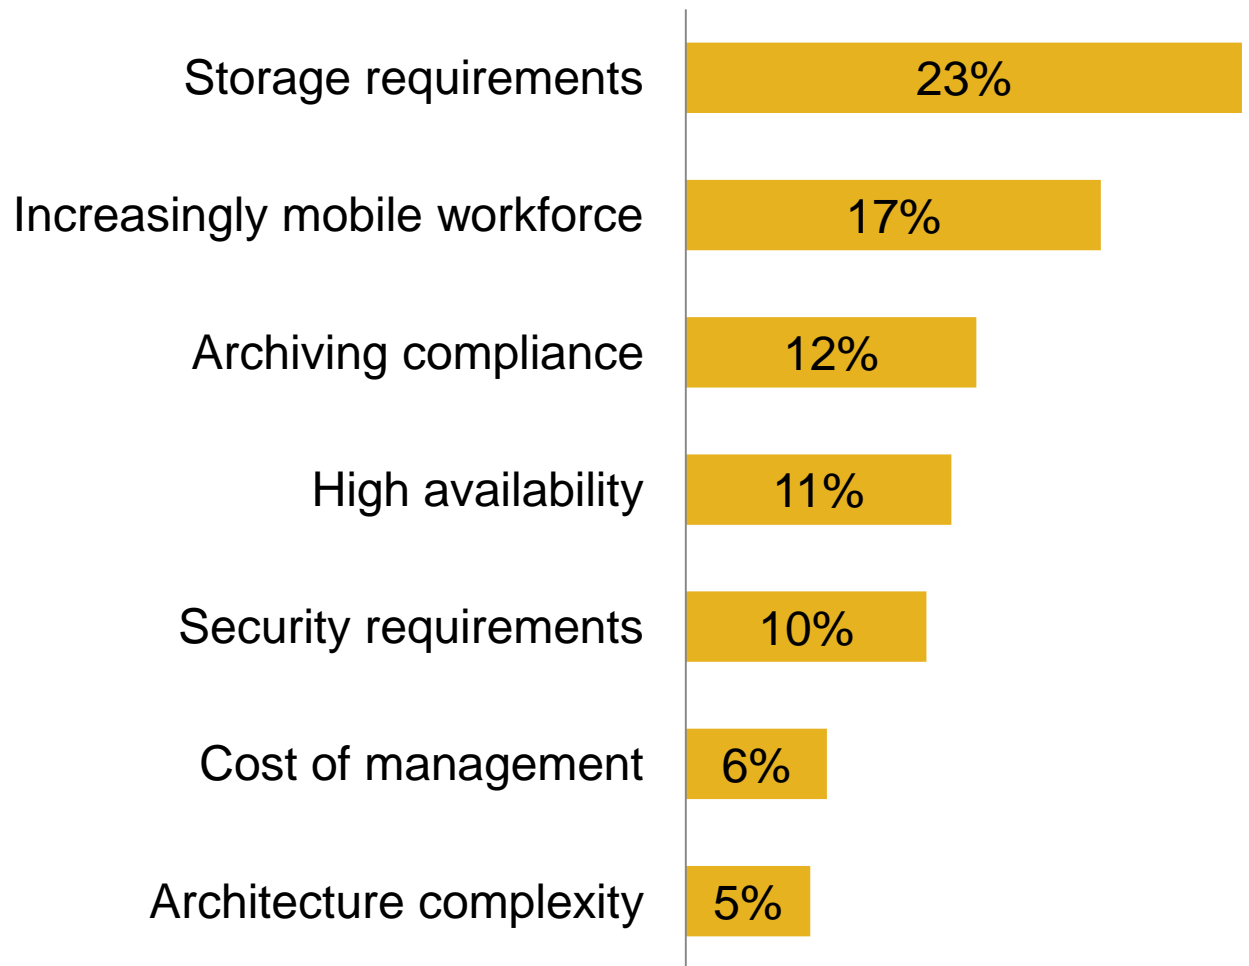 Storage requirements 23%
Increasingly mobile workforce 17%
Archiving compliance 12%
High availability 11%
Security requirements 10%
Cost of management 6%
Architecture complexity 5%